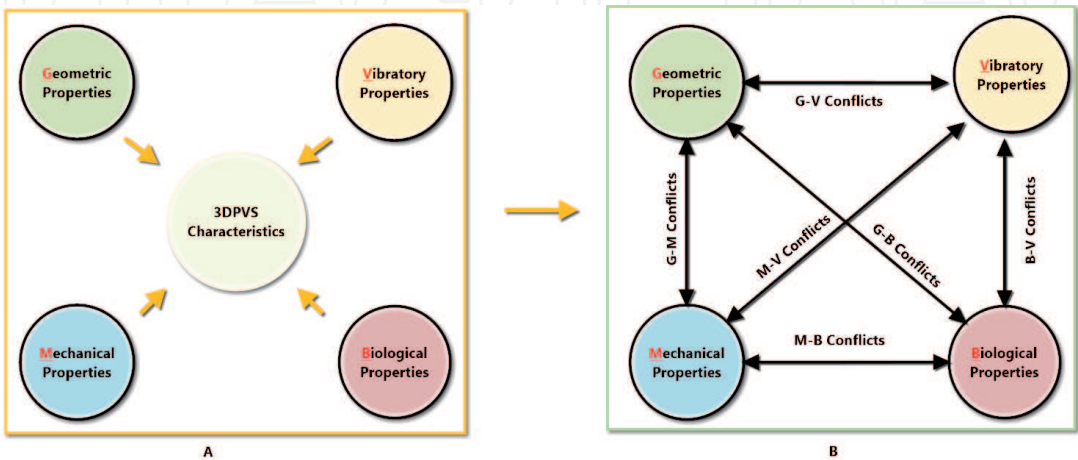 Geometric
Properties
Vibratory
Properties
3DPVS
Characteristics
Mechanical
Properties
Biological
Properties
A
Geometric
Properties
Vibratory
Properties
G-V Conflicts
G-M Conflicts
M-V Conflicts
G-B Conflicts
B-V Conflicts
Mechanical
Properties
M-B Conflicts
Biological
Properties
B